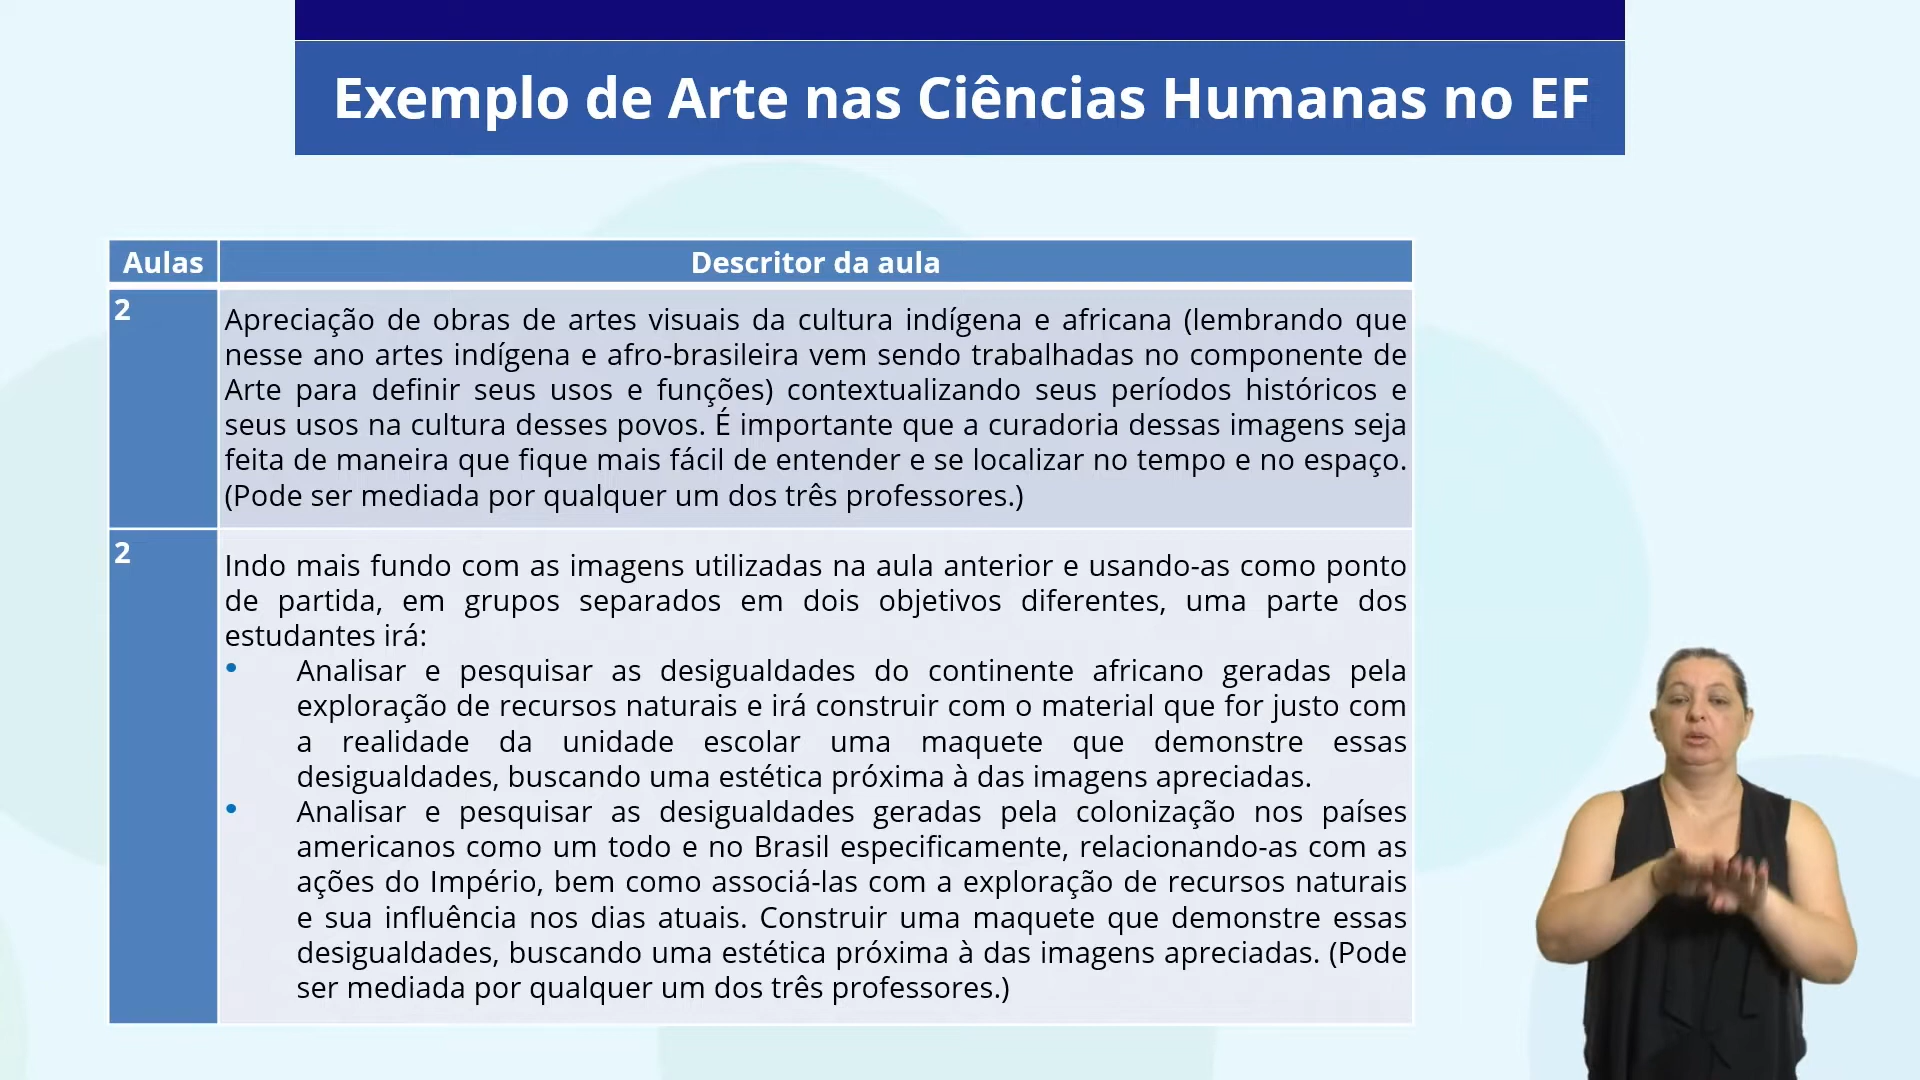 Exemplo de Arte nas Ciências Humanas no EF
Aulas
Descritor da aula
2
Apreciação de obras de artes visuais da cultura indígena e africana (lembrando que
nesse ano artes indígena e afro-brasileira vem sendo trabalhadas no componente de
Arte para definir seus usos e funções) contextualizando seus períodos históricos e
seus usos na cultura desses povos. É importante que a curadoria dessas imagens seja
feita de maneira que fique mais fácil de entender e se localizar no tempo e no espaço.
(Pode ser mediada por qualquer um dos três professores.)
2
Indo mais fundo com as imagens utilizadas na aula anterior e usando-as como ponto
de partida, em grupos separados em dois objetivos diferentes, uma parte dos
estudantes irá:
• Analisar e pesquisar as desigualdades do continente africano geradas pela
exploração de recursos naturais e irá construir com o material que for justo com
a realidade da unidade escolar uma maquete que demonstre essas
desigualdades, buscando uma estética próxima à das imagens apreciadas.
• Analisar e pesquisar as desigualdades geradas pela colonização nos países
americanos como um todo e no Brasil especificamente, relacionando-as com as
ações do Império, bem como associá-las com a exploração de recursos naturais
e sua influência nos dias atuais. Construir uma maquete que demonstre essas
desigualdades, buscando uma estética próxima à das imagens apreciadas. (Pode
ser mediada por qualquer um dos três professores.)